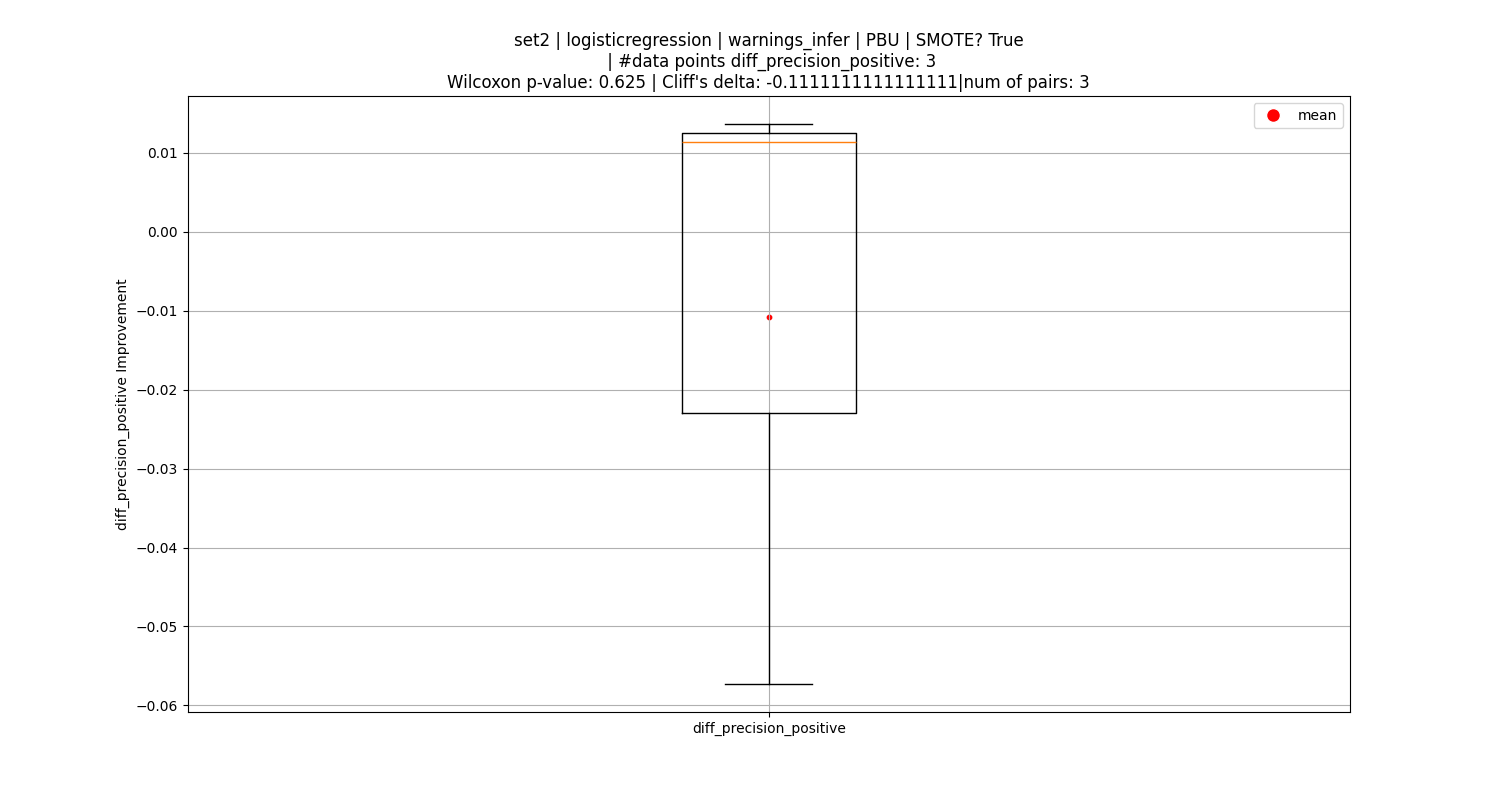 set2 | logisticregression | warnings_infer | PBU | SMOTE? True
| #data points diff_precision_positive: 3
Wilcoxon p-value: 0.625 | Cliff's delta: -0.1111111111111111|num of pairs: 3
mean
0.01
0.00
−0.01
−0.02
−0.03
−0.04
−0.05
−0.06
diff_precision_positive Improvement
diff_precision_positive